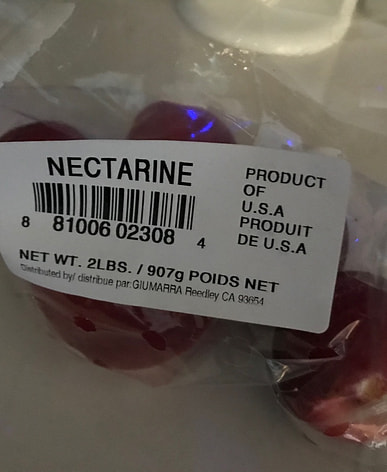 NECTARINE
8 81006 02308 4
PRODUCT
OF
U.S.A
PRODUIT
DE U.S.A
NET WT. 2LBS. / 907g POIDS NET
Distributed by/ distribue par:GIUMARRA Reedley CA 93654